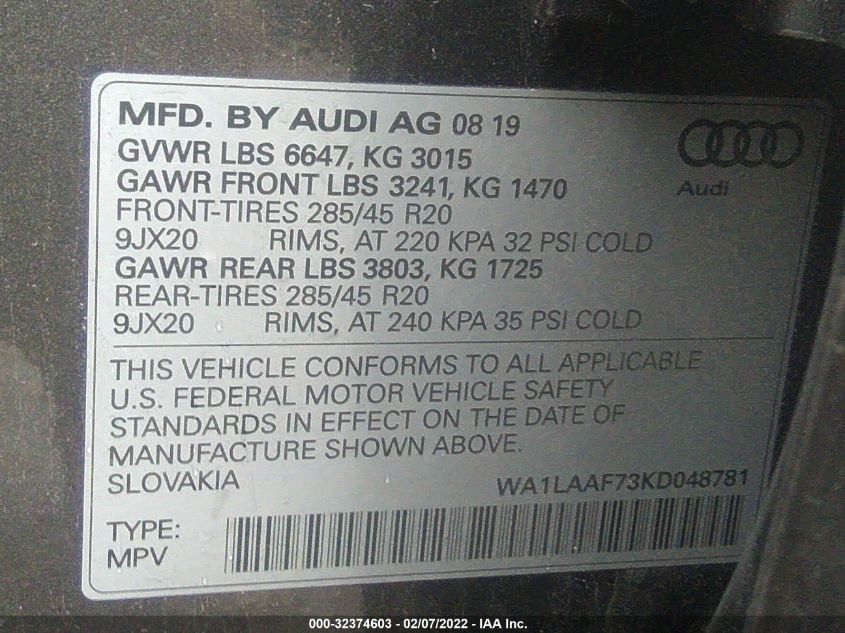 MFD. BY AUDI AG 08 19
GVWR LBS 6647, KG 3015
GAWR FRONT LBS 3241, KG 1470
FRONT-TIRES 285/45 R20
9JX20 RIMS, AT 220 KPA 32 PSI COLD
GAWR REAR LBS 3803, KG 1725
REAR-TIRES 285/45 R20
9JX20 RIMS, AT 240 KPA 35 PSI COLD
Audi
THIS VEHICLE CONFORMS TO ALL APPLICABLE
U.S. FEDERAL MOTOR VEHICLE SAFETY
STANDARDS IN EFFECT ON THE DATE OF
MANUFACTURE SHOWN ABOVE.
SLOVAKIA WA1LAAF73KD048781
TYPE:
MPV
000-32374603 - 02/07/2022 - IAA Inc.